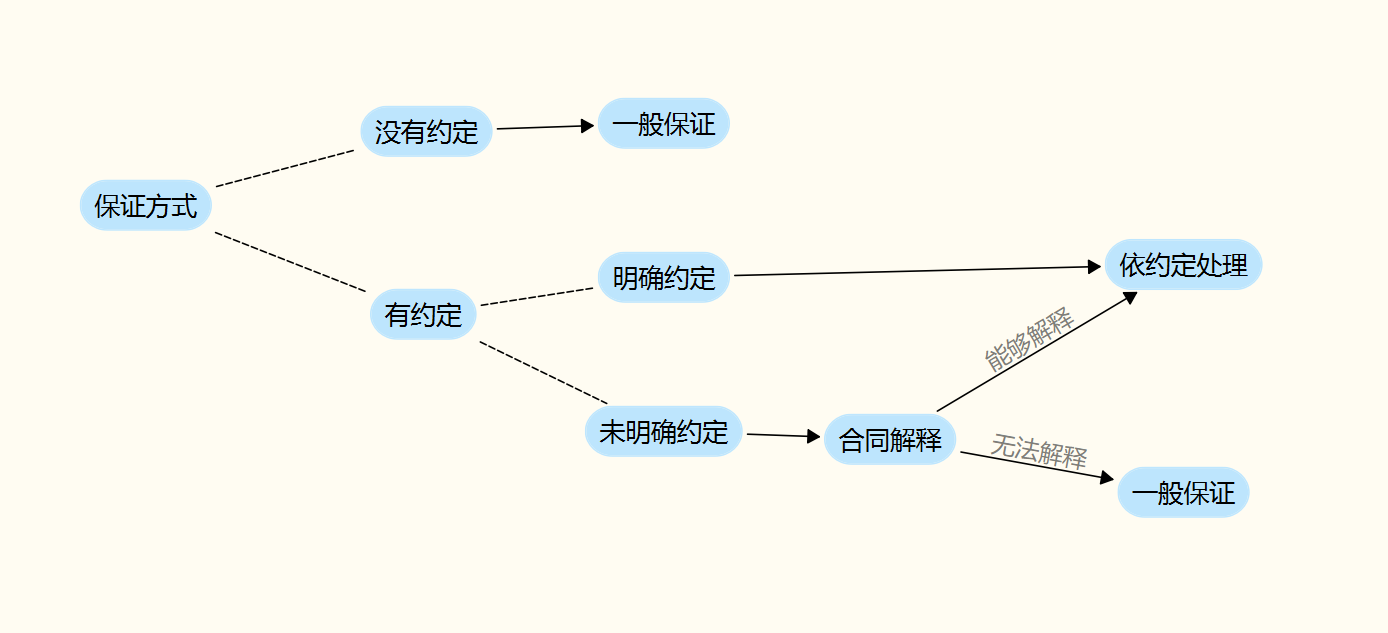 没有约定
一般保证
保证方式
有约定
明确约定
依约定处理
能够解释
未明确约定
合同解释
无法解释
一般保证